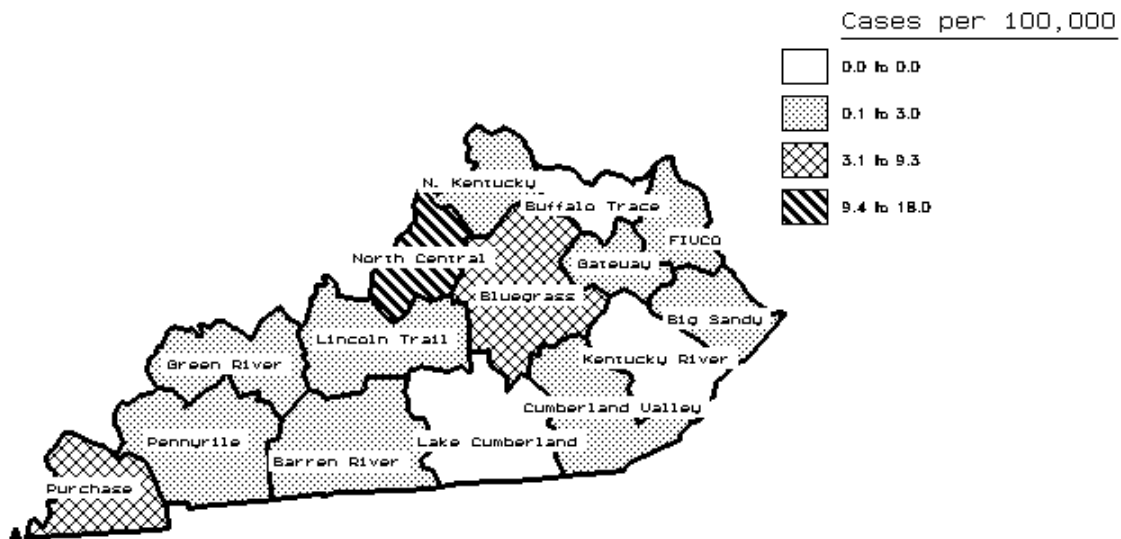 Cases per 100,000
0.0 to 0.0
0.1 to 3.0
3.1 to 9.3
9.4 to 18.0
N. Kentucky
Buffalo Trace
FIVCO
North Central
Gateway
Bluegrass
Big Sandy
Lincoln Trail
Kentucky River
Green River
Cumberland Valley
Pennyrile
Lake Cumberland
Barren River
Purchase